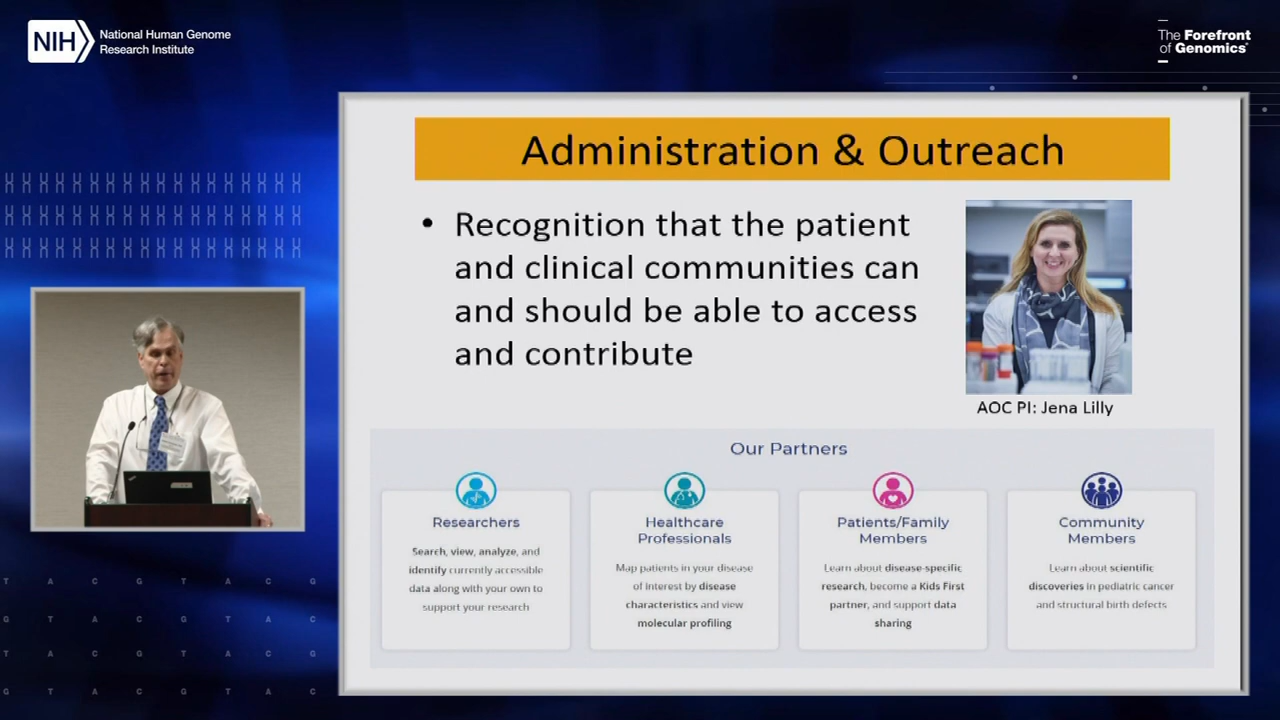 NIH
National Human Genome
Research Institute
The Forefront
of Genomics®
Administration & Outreach
• Recognition that the patient
and clinical communities can
and should be able to access
and contribute
AOC PI: Jena Lilly
Our Partners
Researchers
Search, view, analyze, and
identify currently accessible
data along with your own to
support your research
Healthcare
Professionals
Map patients in your disease
of interest by disease
characteristics and view
molecular profiling
Patients/Family
Members
Learn about disease-specific
research, become a Kids First
partner, and support data
sharing
Community
Members
Learn about scientific
discoveries in pediatric cancer
and structural birth defects
T A C G T A C G
G T A C G T A C
T A C G T A C G
G T A C G T A C